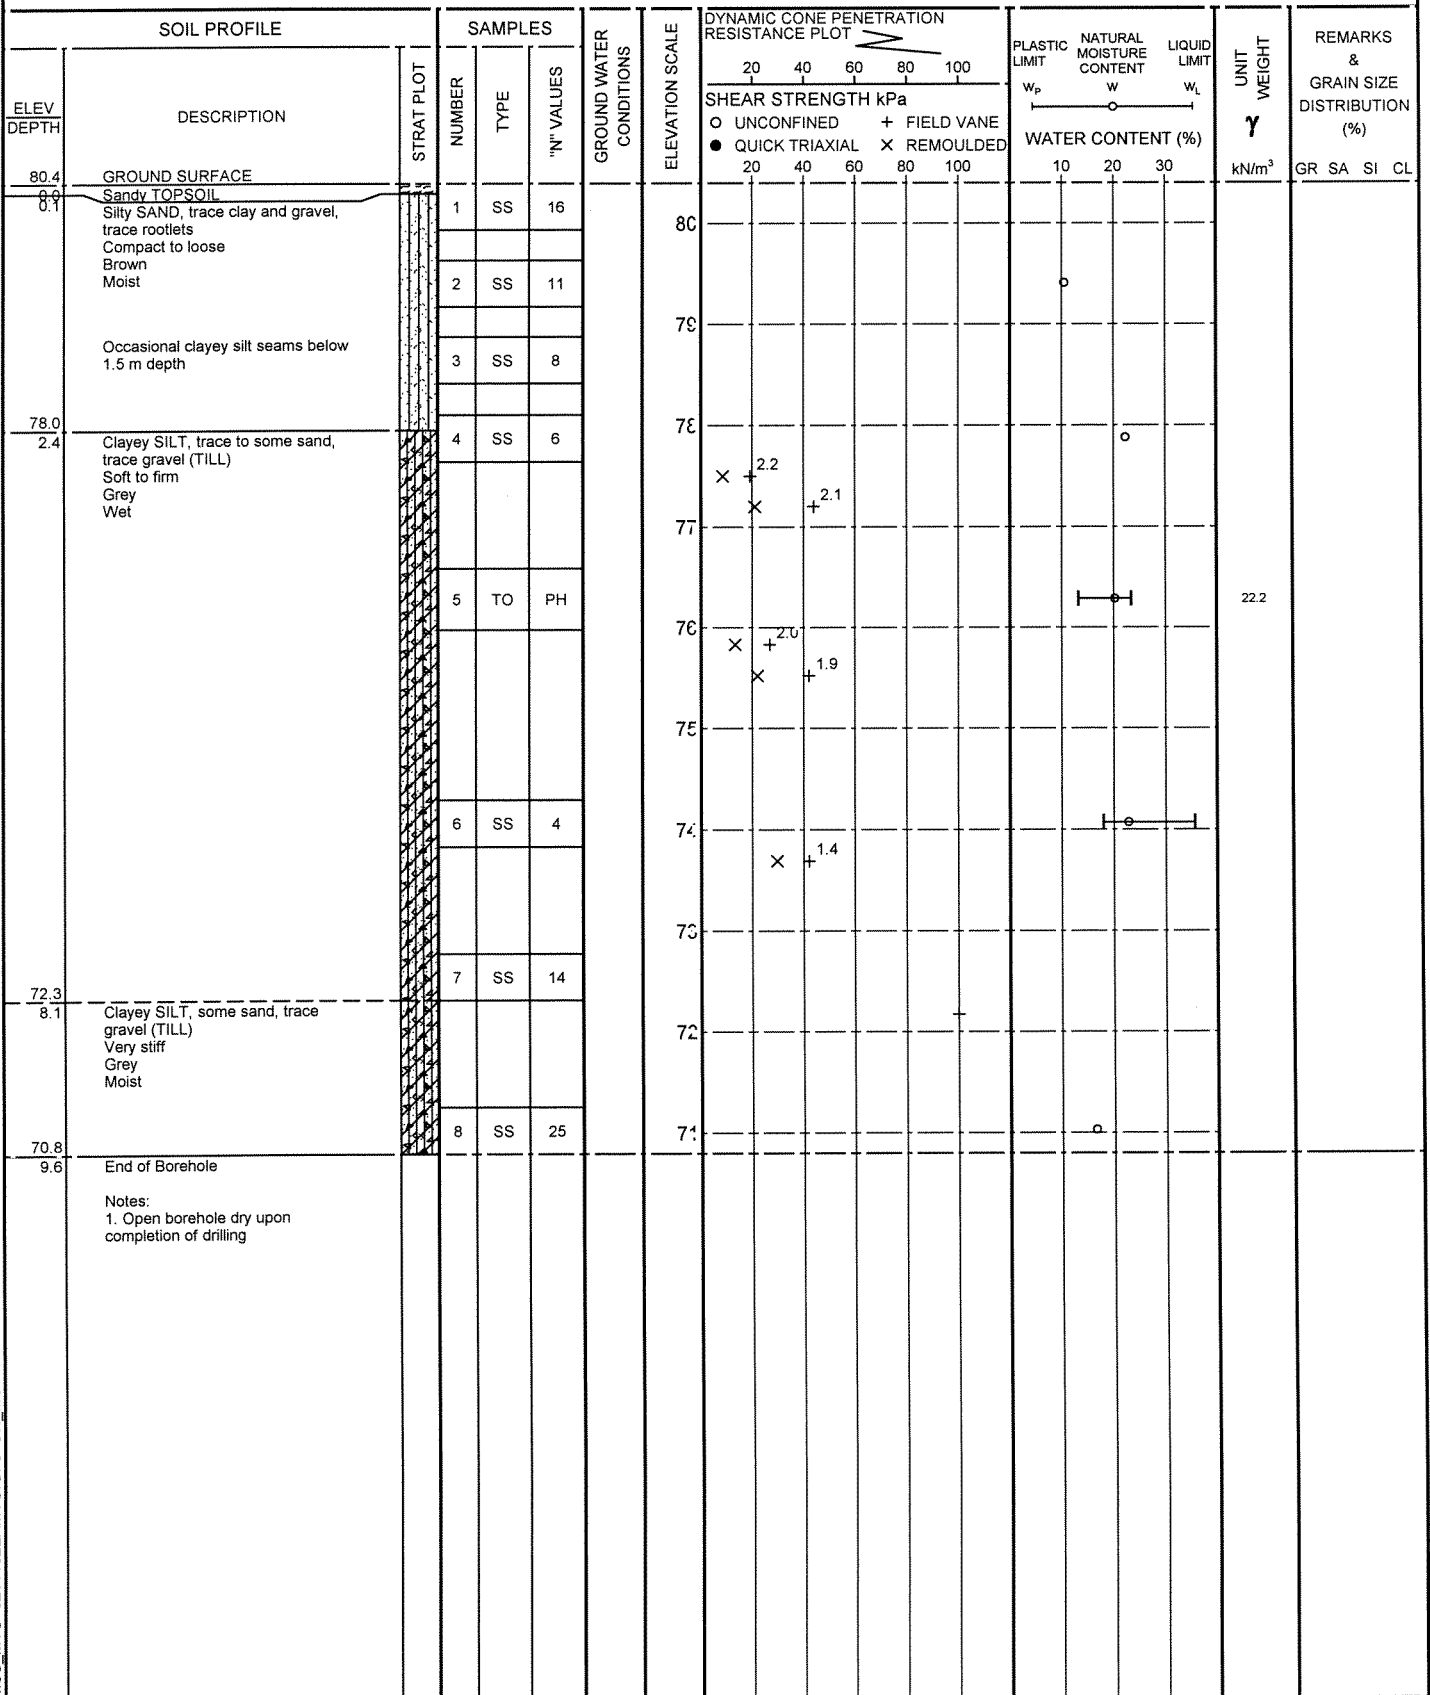 SOIL PROFILE
SAMPLES
GROUND WATER
CONDITIONS
ELEVATION SCALE
DYNAMIC CONE PENETRATION
RESISTANCE PLOT
20 40 60 80 100
SHEAR STRENGTH kPa
UNCONFINED + FIELD VANE
QUICK TRIAXIAL × REMOULDED
20 40 60 80 100
PLASTIC
LIMIT
NATURAL
MOISTURE
CONTENT
LIQUID
LIMIT
WP W WL
WATER CONTENT (%)
10 20 30
UNIT
WEIGHT
γ
kN/m³
REMARKS
&
GRAIN SIZE
DISTRIBUTION
(%)
GR SA SI CL
ELEV
DEPTH
DESCRIPTION
STRAT PLOT
NUMBER
TYPE
"N" VALUES
80.4 GROUND SURFACE
0.0 Sandy TOPSOIL
0.1 Silty SAND, trace clay and gravel,
trace rootlets
Compact to loose
Brown
Moist
Occasional clayey silt seams below
1.5 m depth
1 SS 16
2 SS 11
3 SS 8
78.0
2.4 Clayey SILT, trace to some sand,
trace gravel (TILL)
Soft to firm
Grey
Wet
4 SS 6
5 TO PH
6 SS 4
7 SS 14
72.3
8.1 Clayey SILT, some sand, trace
gravel (TILL)
Very stiff
Grey
Moist
8 SS 25
70.8
9.6 End of Borehole
Notes:
1. Open borehole dry upon
completion of drilling
80
79
78
77
76
75
74
73
72
71
2.2
2.1
2.0
1.9
1.4
22.2